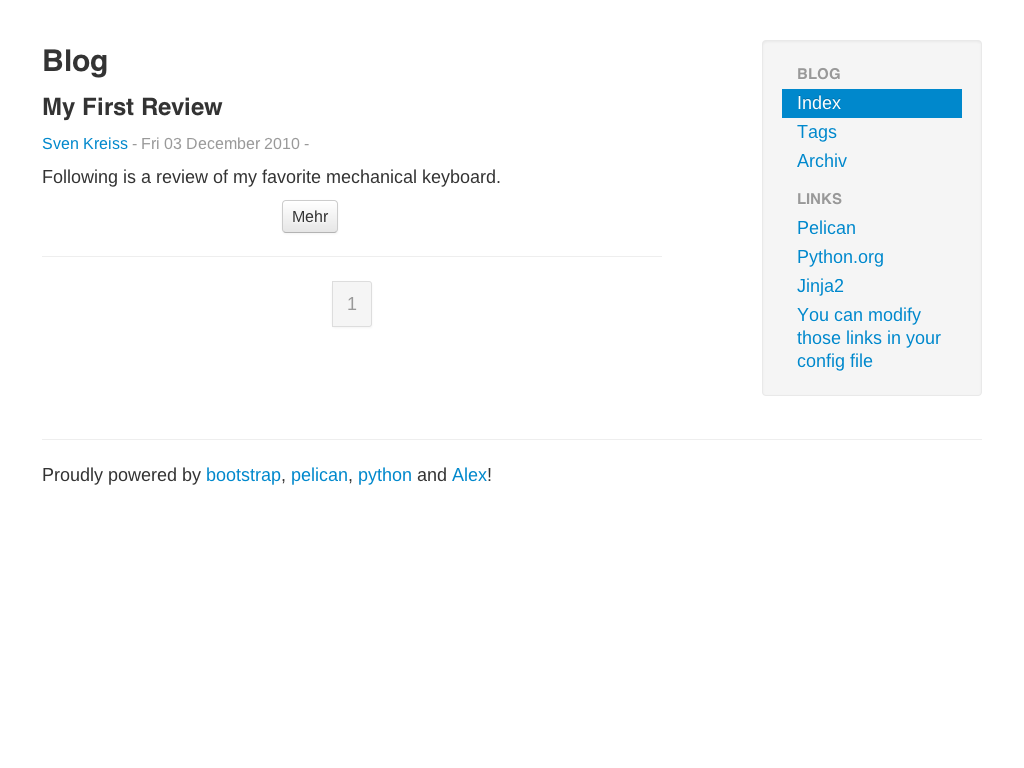 Blog
My First Review
Sven Kreiss - Fri 03 December 2010 -
Following is a review of my favorite mechanical keyboard.
Mehr
1
BLOG
Index
Tags
Archiv
LINKS
Pelican
Python.org
Jinja2
You can modify
those links in your
config file
Proudly powered by bootstrap, pelican, python and Alex!